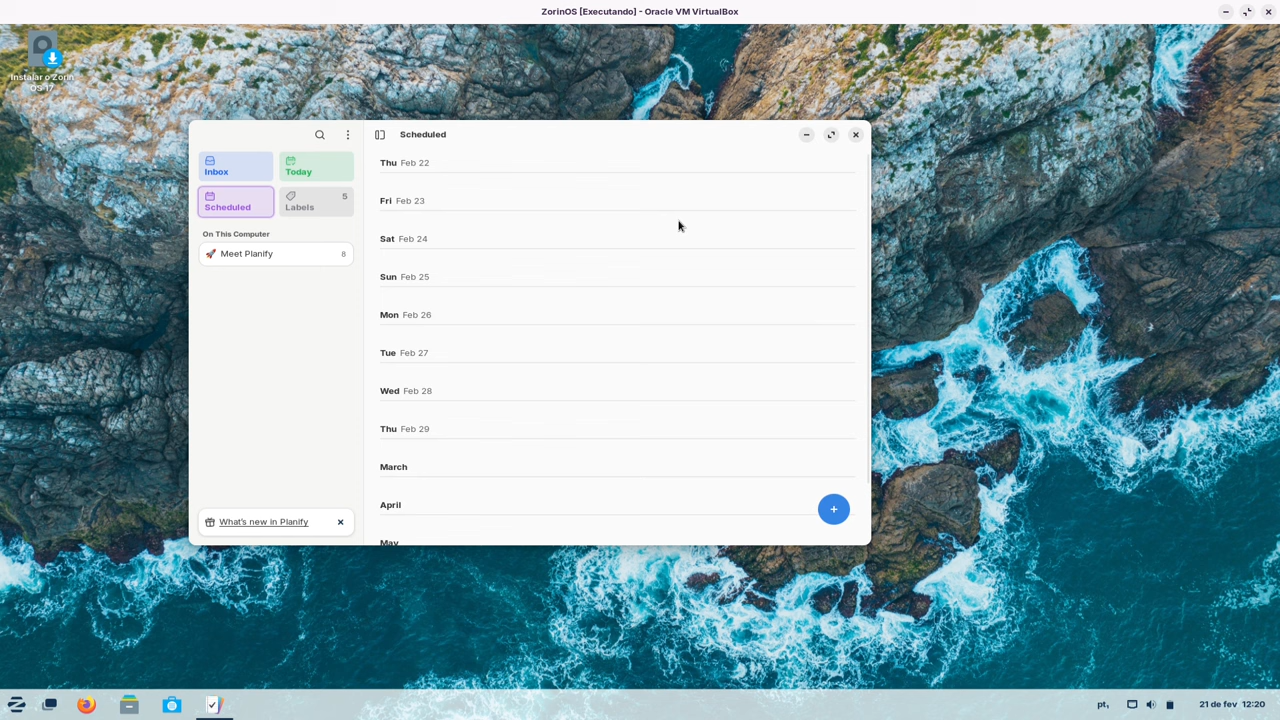 ZorinOS [Executando] - Oracle VM VirtualBox
Instalar o Zorin
OS 17
Scheduled
Inbox
Today
Scheduled
5
Labels
On This Computer
🚀 Meet Planify 8
What's new in Planify
Thu Feb 22
Fri Feb 23
Sat Feb 24
Sun Feb 25
Mon Feb 26
Tue Feb 27
Wed Feb 28
Thu Feb 29
March
April
May
pt₁
21 de fev 12:20